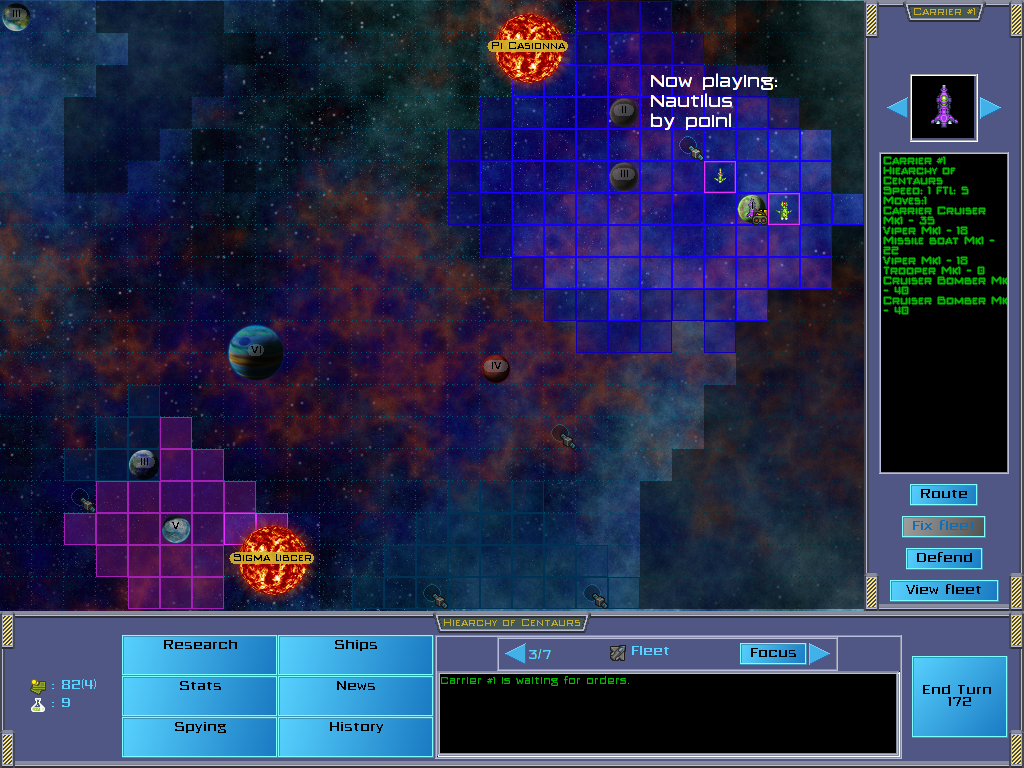 III
Pi Casionna
Now playing:
Nautilus
by poinl
II
III
I
VI
IV
III
V
Sigma Libcer
Carrier #1
Carrier #1
Hiearchy of
Centaurs
Speed: 1 FTL: 5
Moves:1
Carrier Cruiser
Mk1 - 35
Viper Mk1 - 18
Missile boat Mk1 -
22
Viper Mk1 - 18
Trooper Mk1 - 0
Cruiser Bomber Mk
- 40
Cruiser Bomber Mk
- 40
Route
Fix fleet
Defend
View fleet
Hiearchy of Centaurs
: 82(4)
: 9
Research
Ships
Stats
News
Spying
History
3/7
Fleet
Focus
Carrier #1 is waiting for orders.
End Turn
172